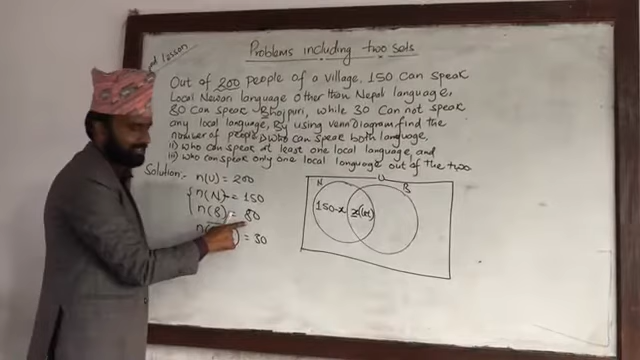 2nd lesson
Problems including two sets
Out of 200 people of a village, 150 can speak
Local Newari language other than Nepal language,
80 can speak Bhojpuri, while 30 can not speak
any local language, By using venn diagram, find the
number of people i) who can speak both language,
ii) who can speak at least one local language, and
iii) who can speak only one local language out of the two
Solution:- n(U) = 200
n(N) = 150
n(B) = 80
= 30
U
N
B
150-x
x(let)